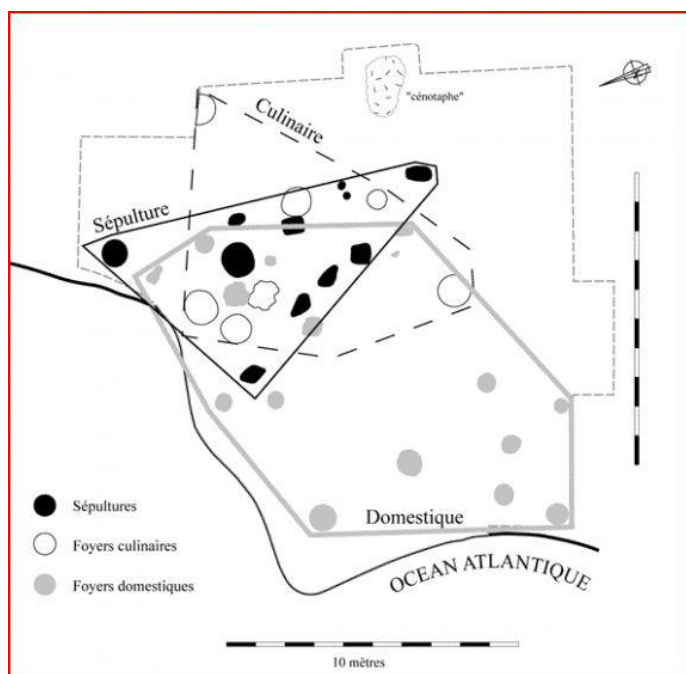 "cénotaphe"
Culinaire
Sépulture
Domestique
Sépultures
Foyers culinaires
Foyers domestiques
OCEAN ATLANTIQUE
10 mètres